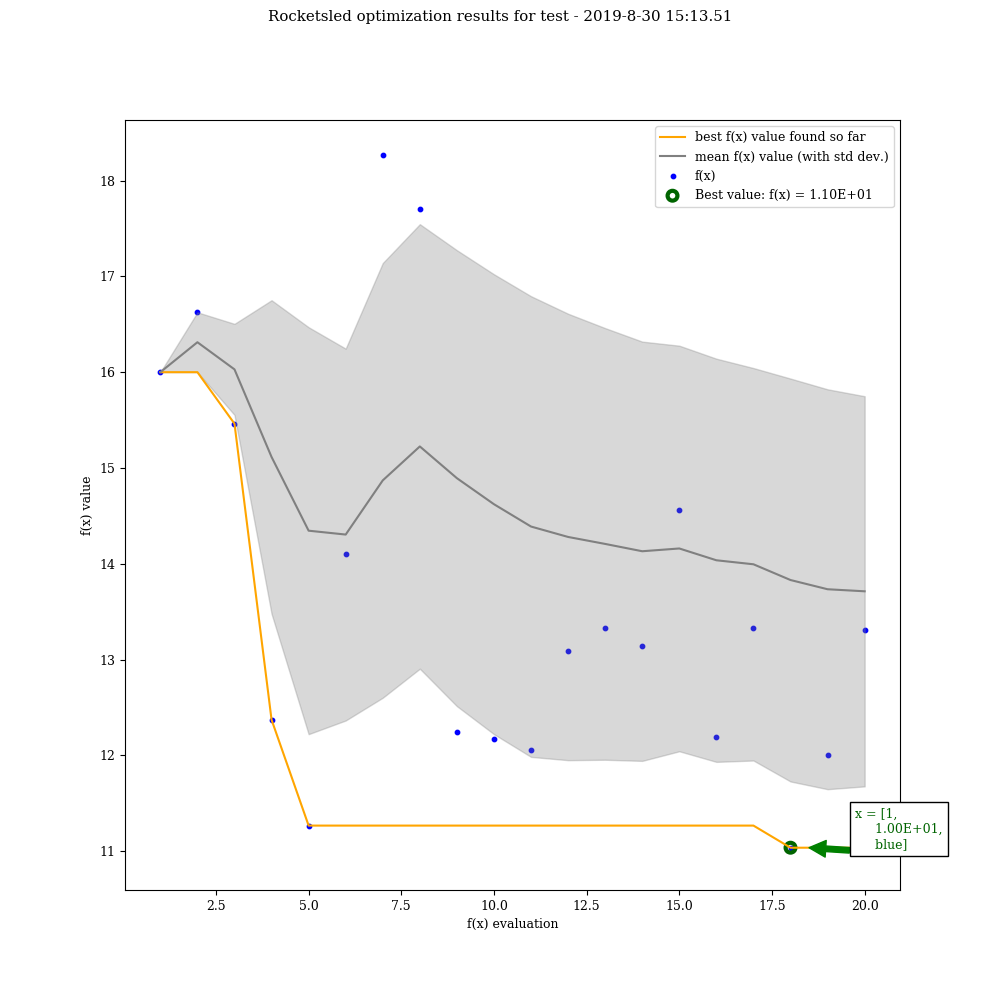 Rocketsled optimization results for test - 2019-8-30 15:13.51
best f(x) value found so far
mean f(x) value (with std dev.)
f(x)
Best value: f(x) = 1.10E+01
18
17
16
15
14
13
12
11
f(x) value
x = [1,
1.00E+01,
blue]
2.5 5.0 7.5 10.0 12.5 15.0 17.5 20.0
f(x) evaluation